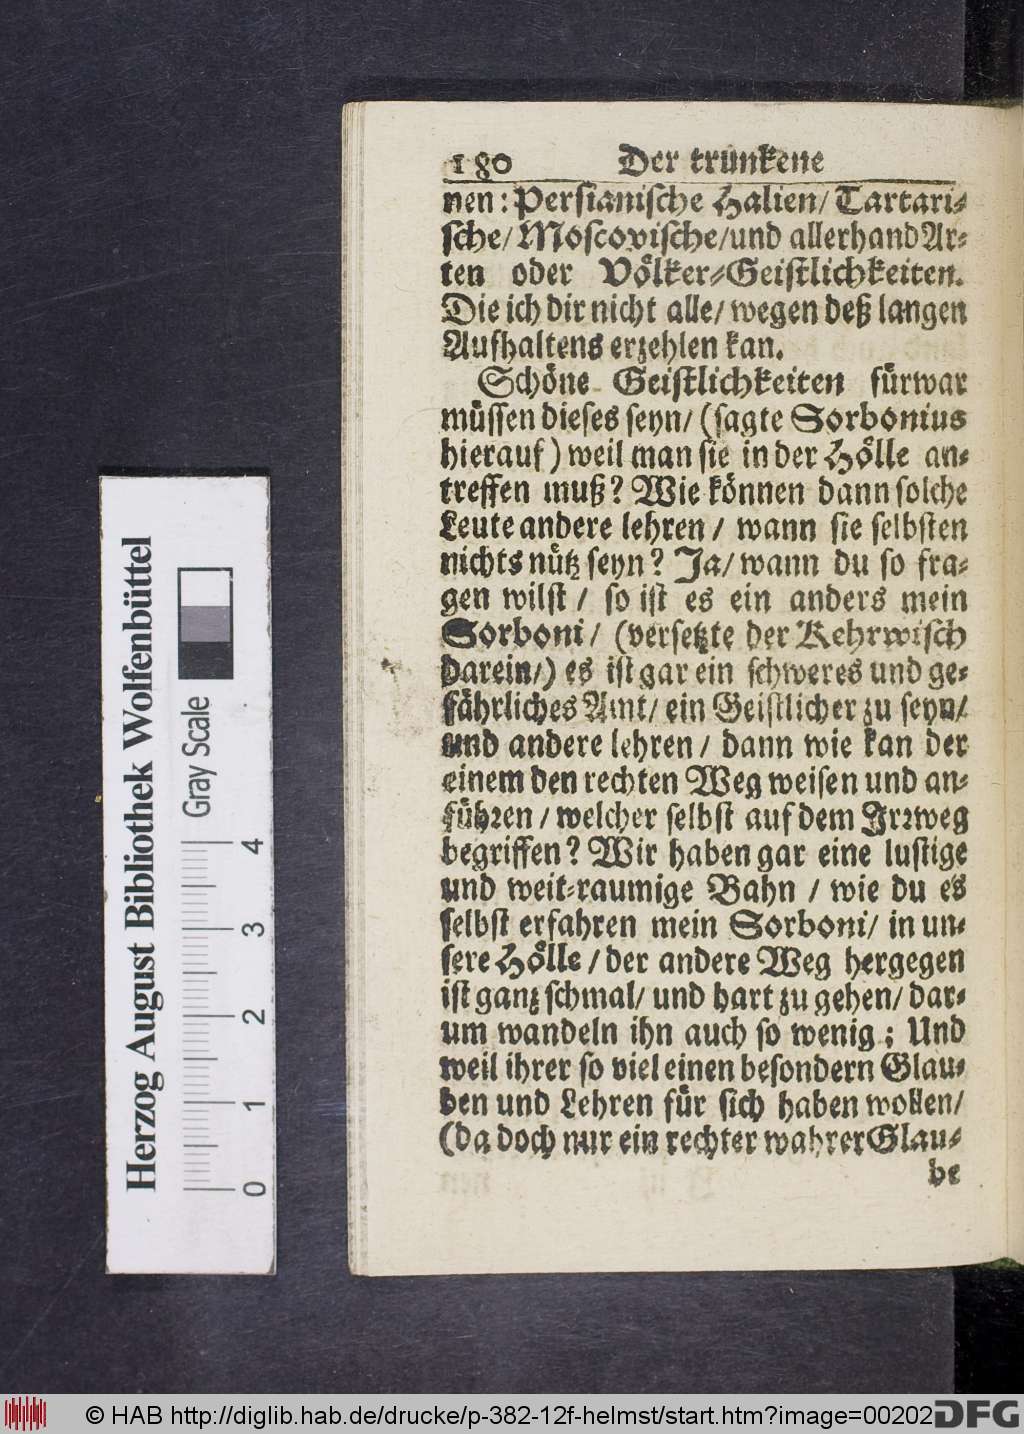 180 Der trunkene
nen: Persianische Halien/ Tartari-
sche/ Moscovische/ und allerhand Ar-
ten oder Völker-Geistlichkeiten.
Die ich dir nicht alle/ wegen deß langen
Aufhaltens erzehlen kan.
Schöne Geistlichkeiten fürwar
müssen dieses seyn/ (sagte Sorbonius
hierauf) weil man sie in der Hölle an-
treffen muß? Wie können dann solche
Leute andere lehren / wann sie selbsten
nichts nütz seyn? Ja/ wann du so fra-
gen wilst / so ist es ein anders mein
Sorboni/ (versetzte der Kehrwisch
darein/) es ist gar ein schweres und ge-
fährliches Amt/ ein Geistlicher zu seyn/
und andere lehren / dann wie kan der
einem den rechten Weg weisen und an-
führen / welcher selbst auf dem Irrweg
begriffen? Wir haben gar eine lustige
und weit-raumige Bahn / wie du es
selbst erfahren mein Sorboni/ in un-
sere Hölle / der andere Weg hergegen
ist gantz schmal/ und hart zu gehen/ dar-
um wandeln ihn auch so wenig; Und
weil ihrer so viel einen besondern Glau-
ben und Lehren für sich haben wollen/
(da doch nur ein rechter wahrer Glau-
be
Herzog August Bibliothek Wolfenbüttel
Gray Scale
0 1 2 3 4
© HAB http://diglib.hab.de/drucke/p-382-12f-helmst/start.htm?image=00202
DFG